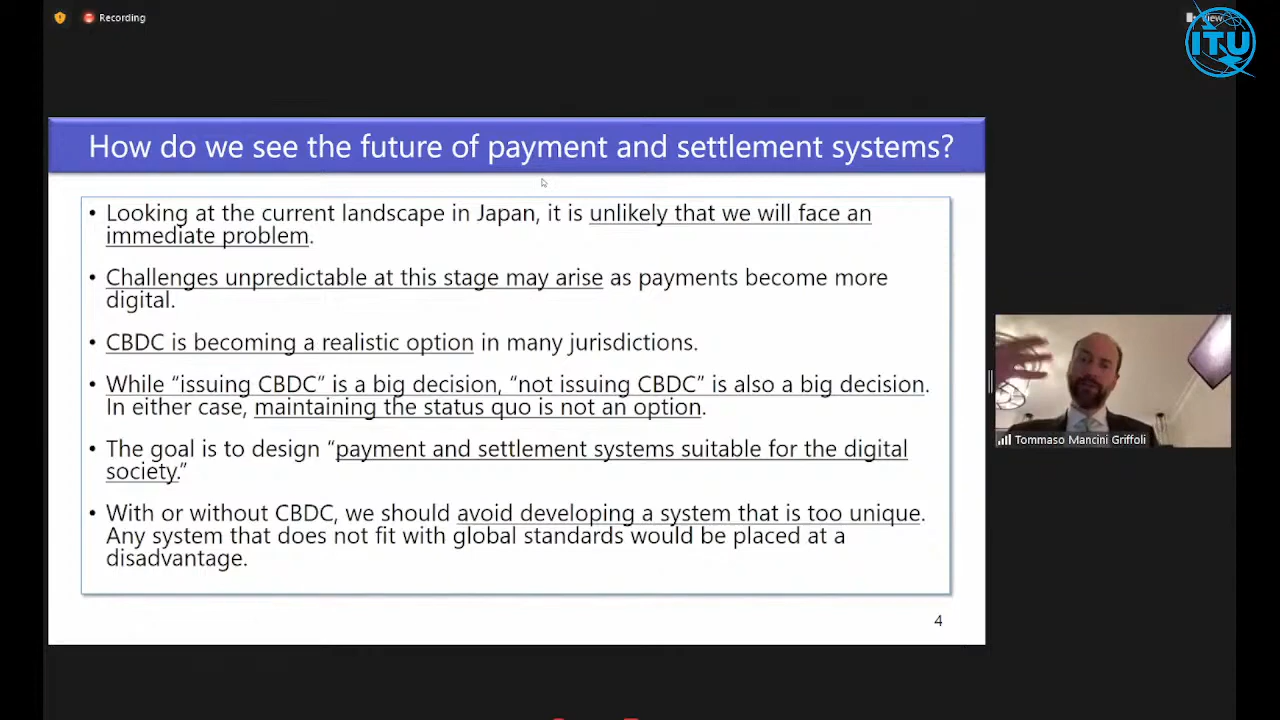 Recording
View
ITU
How do we see the future of payment and settlement systems?
• Looking at the current landscape in Japan, it is unlikely that we will face an
immediate problem.
• Challenges unpredictable at this stage may arise as payments become more
digital.
• CBDC is becoming a realistic option in many jurisdictions.
• While “issuing CBDC” is a big decision, “not issuing CBDC” is also a big decision.
In either case, maintaining the status quo is not an option.
• The goal is to design “payment and settlement systems suitable for the digital
society.”
• With or without CBDC, we should avoid developing a system that is too unique.
Any system that does not fit with global standards would be placed at a
disadvantage.
4
Tommaso Mancini Griffoli